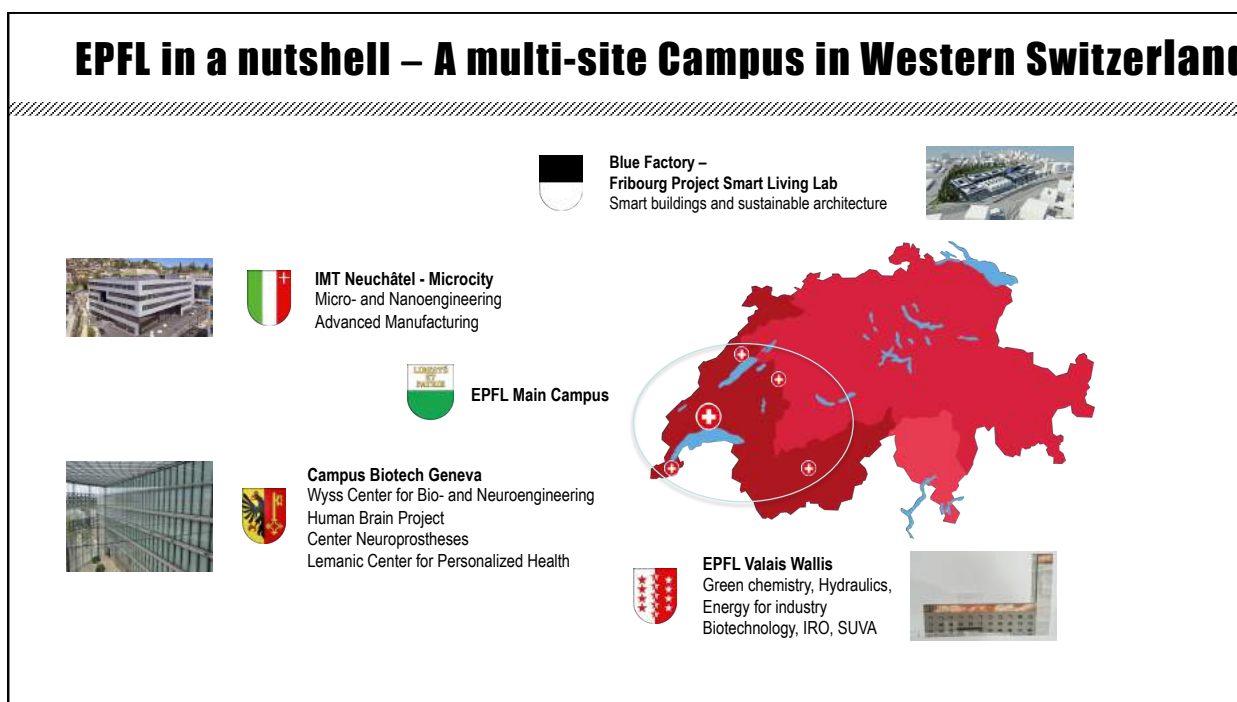 EPFL in a nutshell – A multi-site Campus in Western Switzerland
Blue Factory –
Fribourg Project Smart Living Lab
Smart buildings and sustainable architecture
IMT Neuchâtel - Microcity
Micro- and Nanoengineering
Advanced Manufacturing
LIBERTÉ
ET
PATRIE
EPFL Main Campus
Campus Biotech Geneva
Wyss Center for Bio- and Neuroengineering
Human Brain Project
Center Neuroprostheses
Lemanic Center for Personalized Health
EPFL Valais Wallis
Green chemistry, Hydraulics,
Energy for industry
Biotechnology, IRO, SUVA